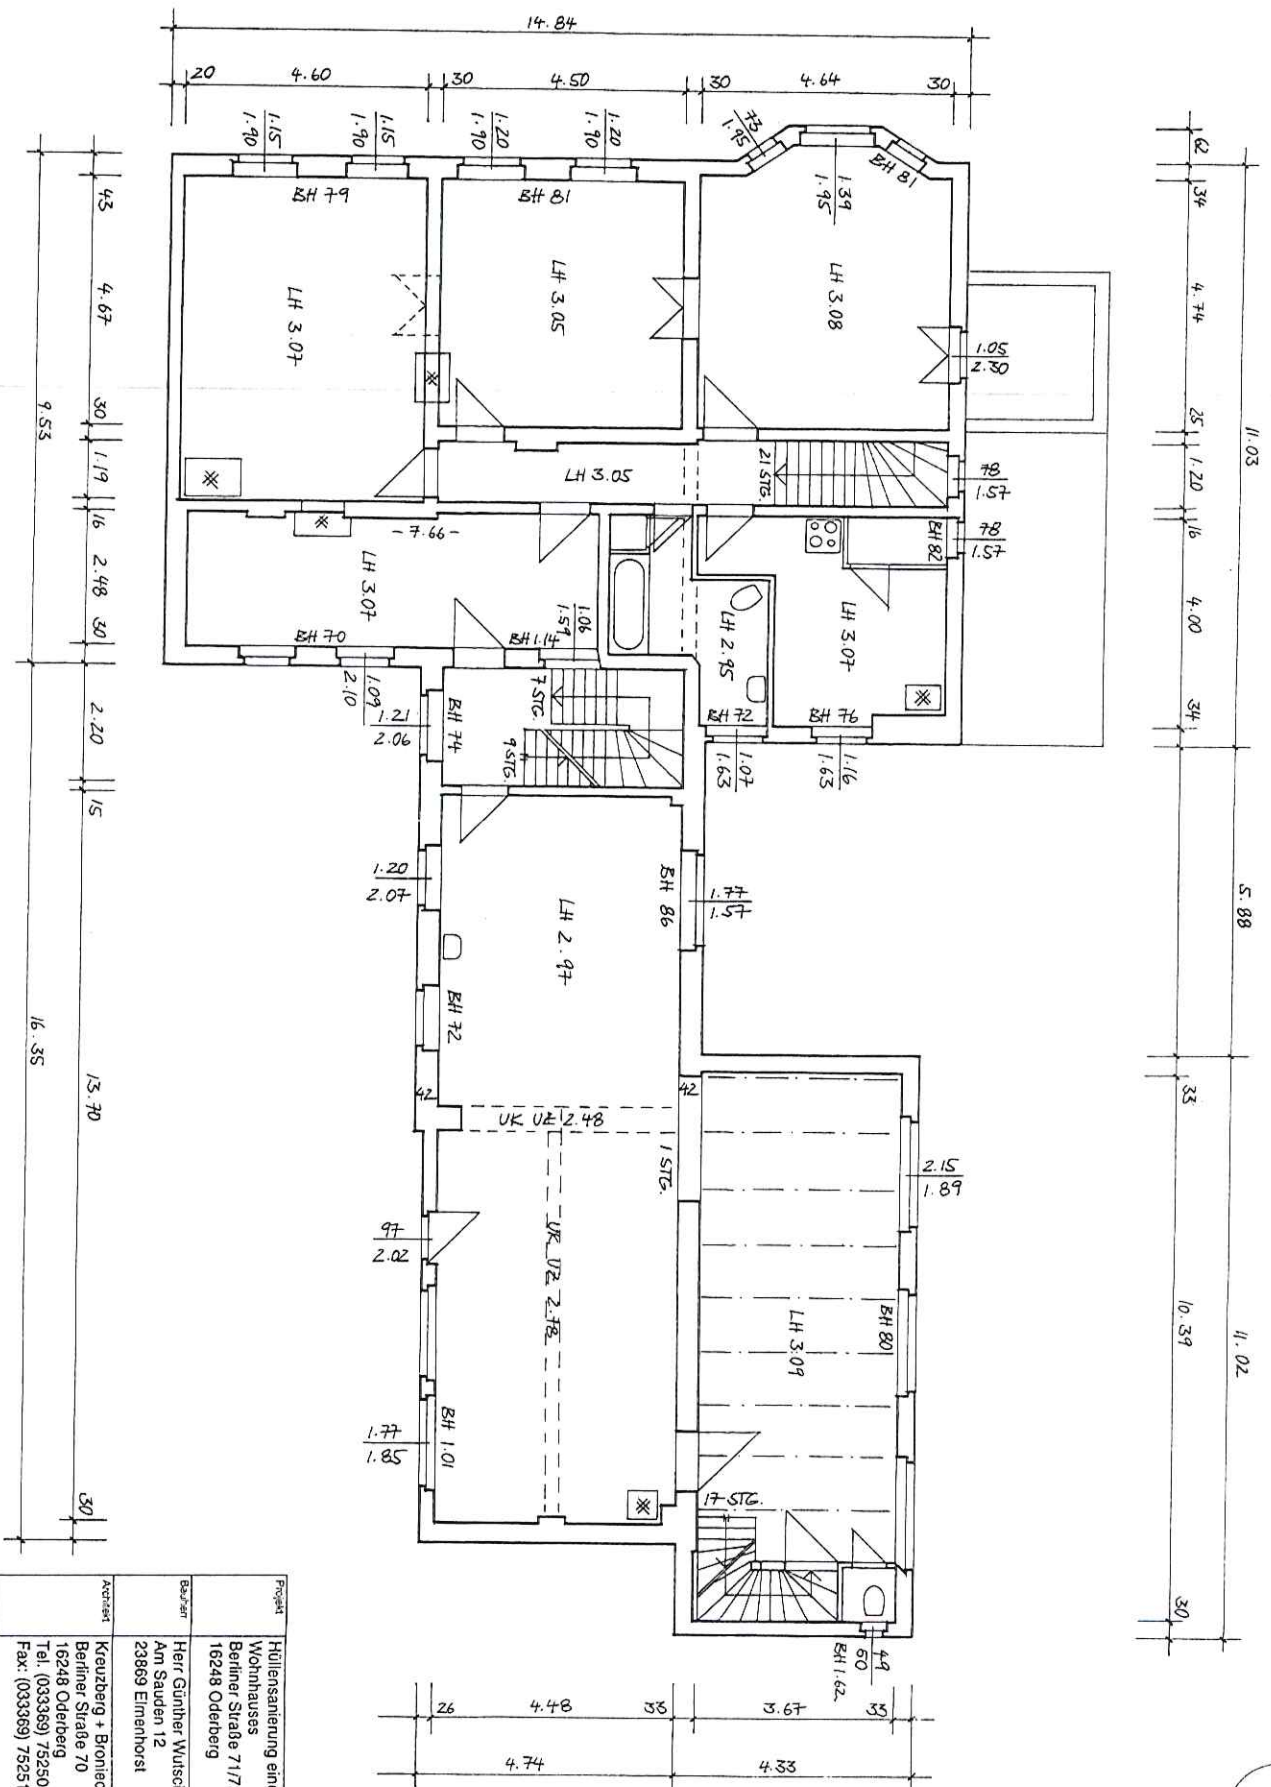 14.84
20
4.60
30
4.50
30
4.64
30
1.15
1.90
1.15
1.90
1.20
1.90
1.20
1.90
73
1.95
1.39
1.95
BH 81
BH 79
BH 81
LH 3.07
LH 3.05
LH 3.08
1.05
2.30
62
34
4.74
25
1.20
16
4.00
34
11.03
5.88
33
10.39
30
11.02
43
4.67
30
1.19
16
2.48
30
2.20
15
13.70
30
9.53
16.35
LH 3.05
21 STG.
78
1.57
78
1.57
BH 82
- 7.66 -
LH 3.07
BH 70
BH 1.14
1.06
1.59
LH 2.95
LH 3.07
BH 72
BH 76
1.09
2.10
1.21
2.06
BH 74
7 STG.
9 STG.
1.07
1.63
1.16
1.63
1.20
2.07
LH 2.97
BH 86
1.77
1.57
BH 72
42
42
UK UZ 2.48
1 STG.
2.15
1.89
97
2.02
UK UZ 2.78
LH 3.09
BH 80
1.77
1.85
BH 1.01
17 STG.
49
60
BH 1.62
26
4.48
33
3.67
33
4.74
4.33
Projekt
Hüllensanierung
Wohnhauses
Berliner Straße 71/7
16248 Oderberg
Bauherr
Herr Günther
Am Sauden 12
23869 Elmenhorst
Architekt
Kreuzberg +
Berliner Straße 70
16248 Oderberg
Tel. (033369) 75250
Fax: (033369) 75251